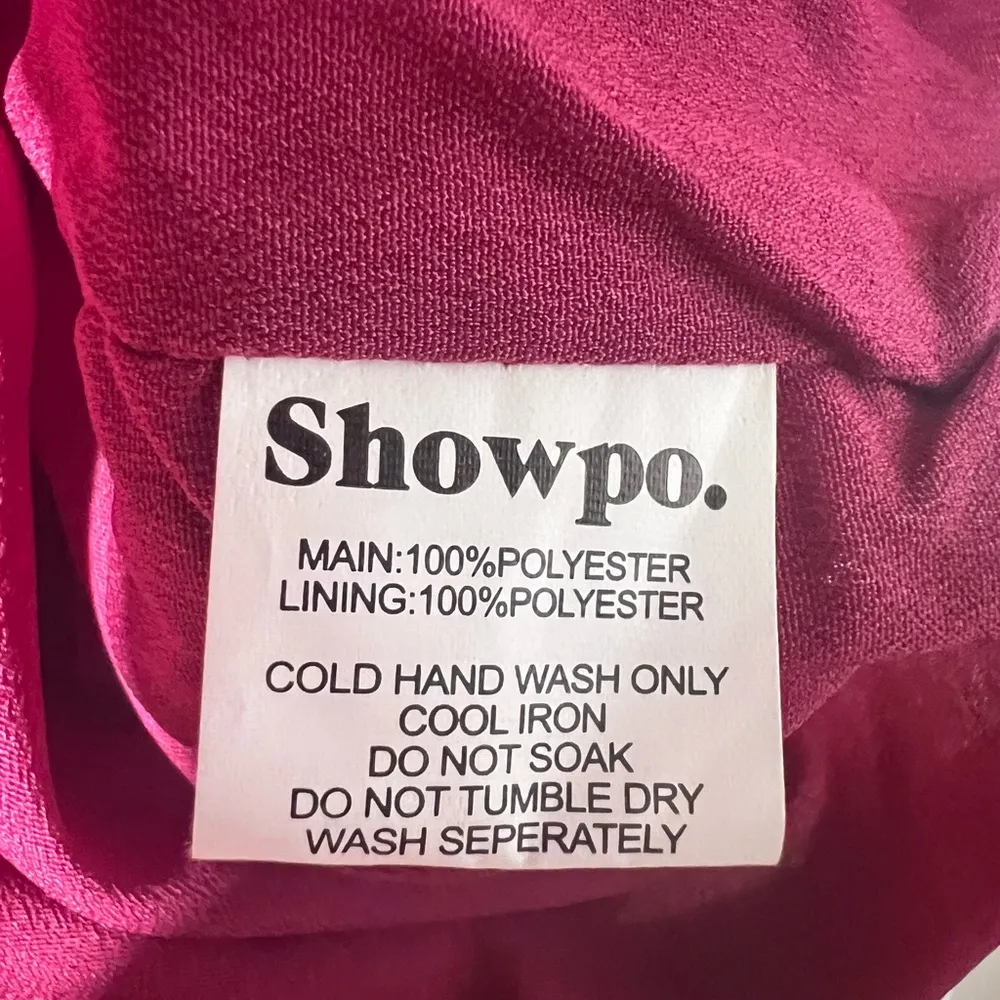 Showpo.
MAIN:100%POLYESTER
LINING:100%POLYESTER
COLD HAND WASH ONLY
COOL IRON
DO NOT SOAK
DO NOT TUMBLE DRY
WASH SEPERATELY